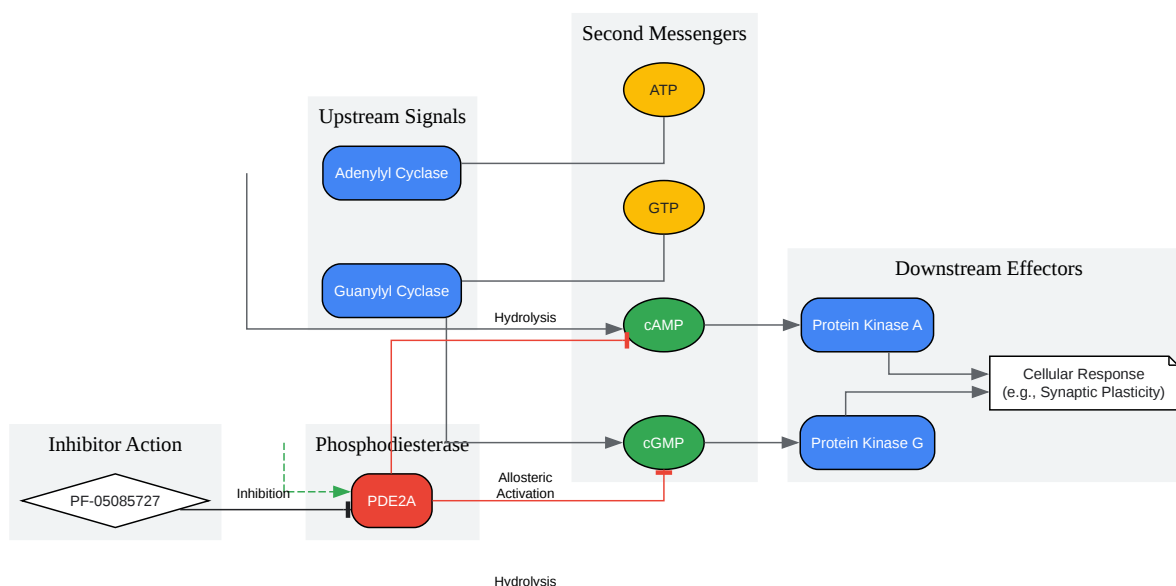 Second Messengers
ATP
Upstream Signals
Adenylyl Cyclase
GTP
Guanylyl Cyclase
Downstream Effectors
Hydrolysis
cAMP
Protein Kinase A
Cellular Response
(e.g., Synaptic Plasticity)
Inhibitor Action
Phosphodiesterase
cGMP
Protein Kinase G
PF-05085727
Inhibition
PDE2A
Allosteric
Activation
Hydrolysis